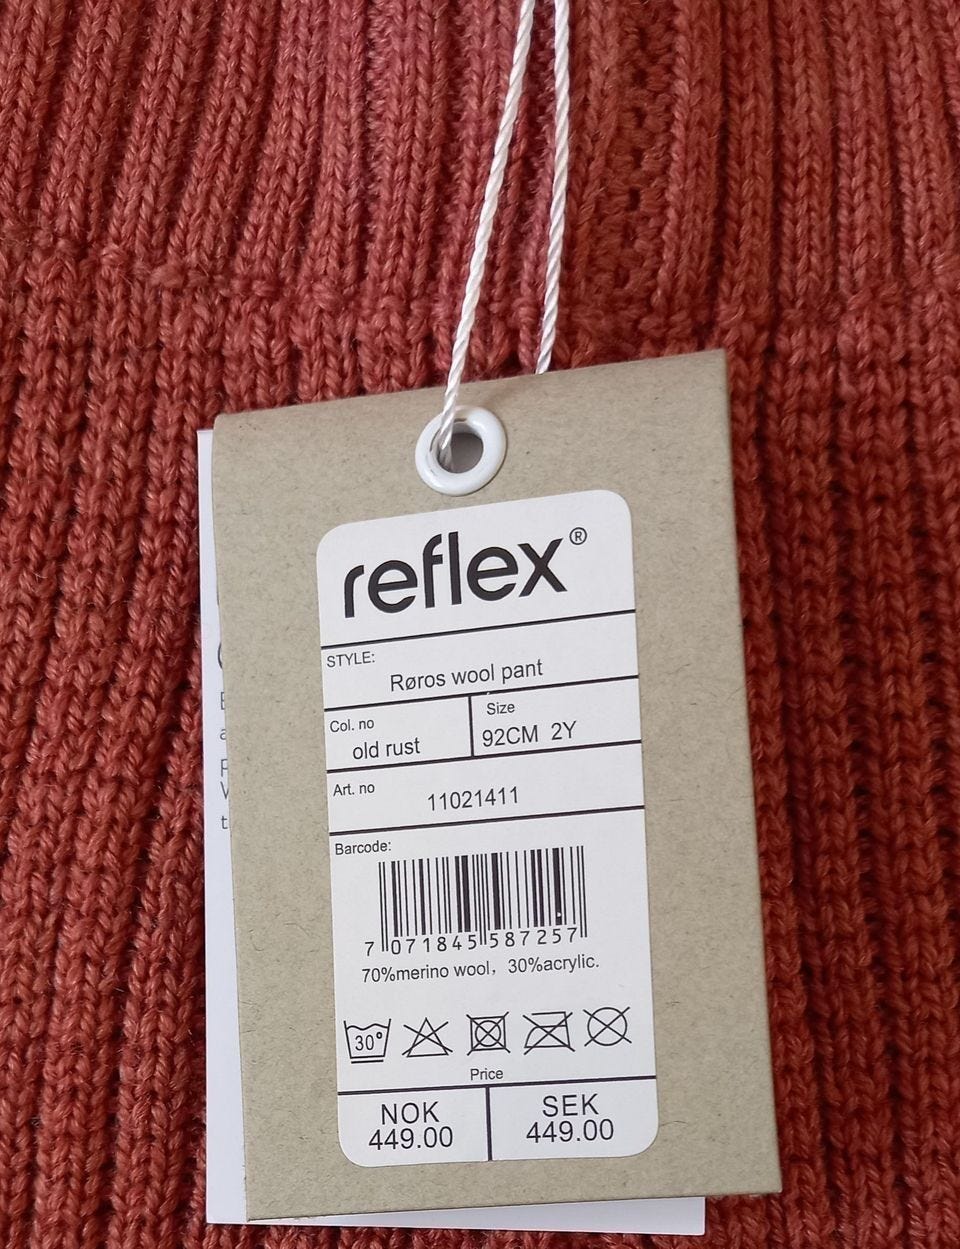 reflex®
STYLE:
Røros wool pant
Col. no
old rust
Size
92CM 2Y
Art. no
11021411
Barcode:
7 071845 587257
70%merino wool, 30%acrylic.
30°
Price
NOK
449.00
SEK
449.00